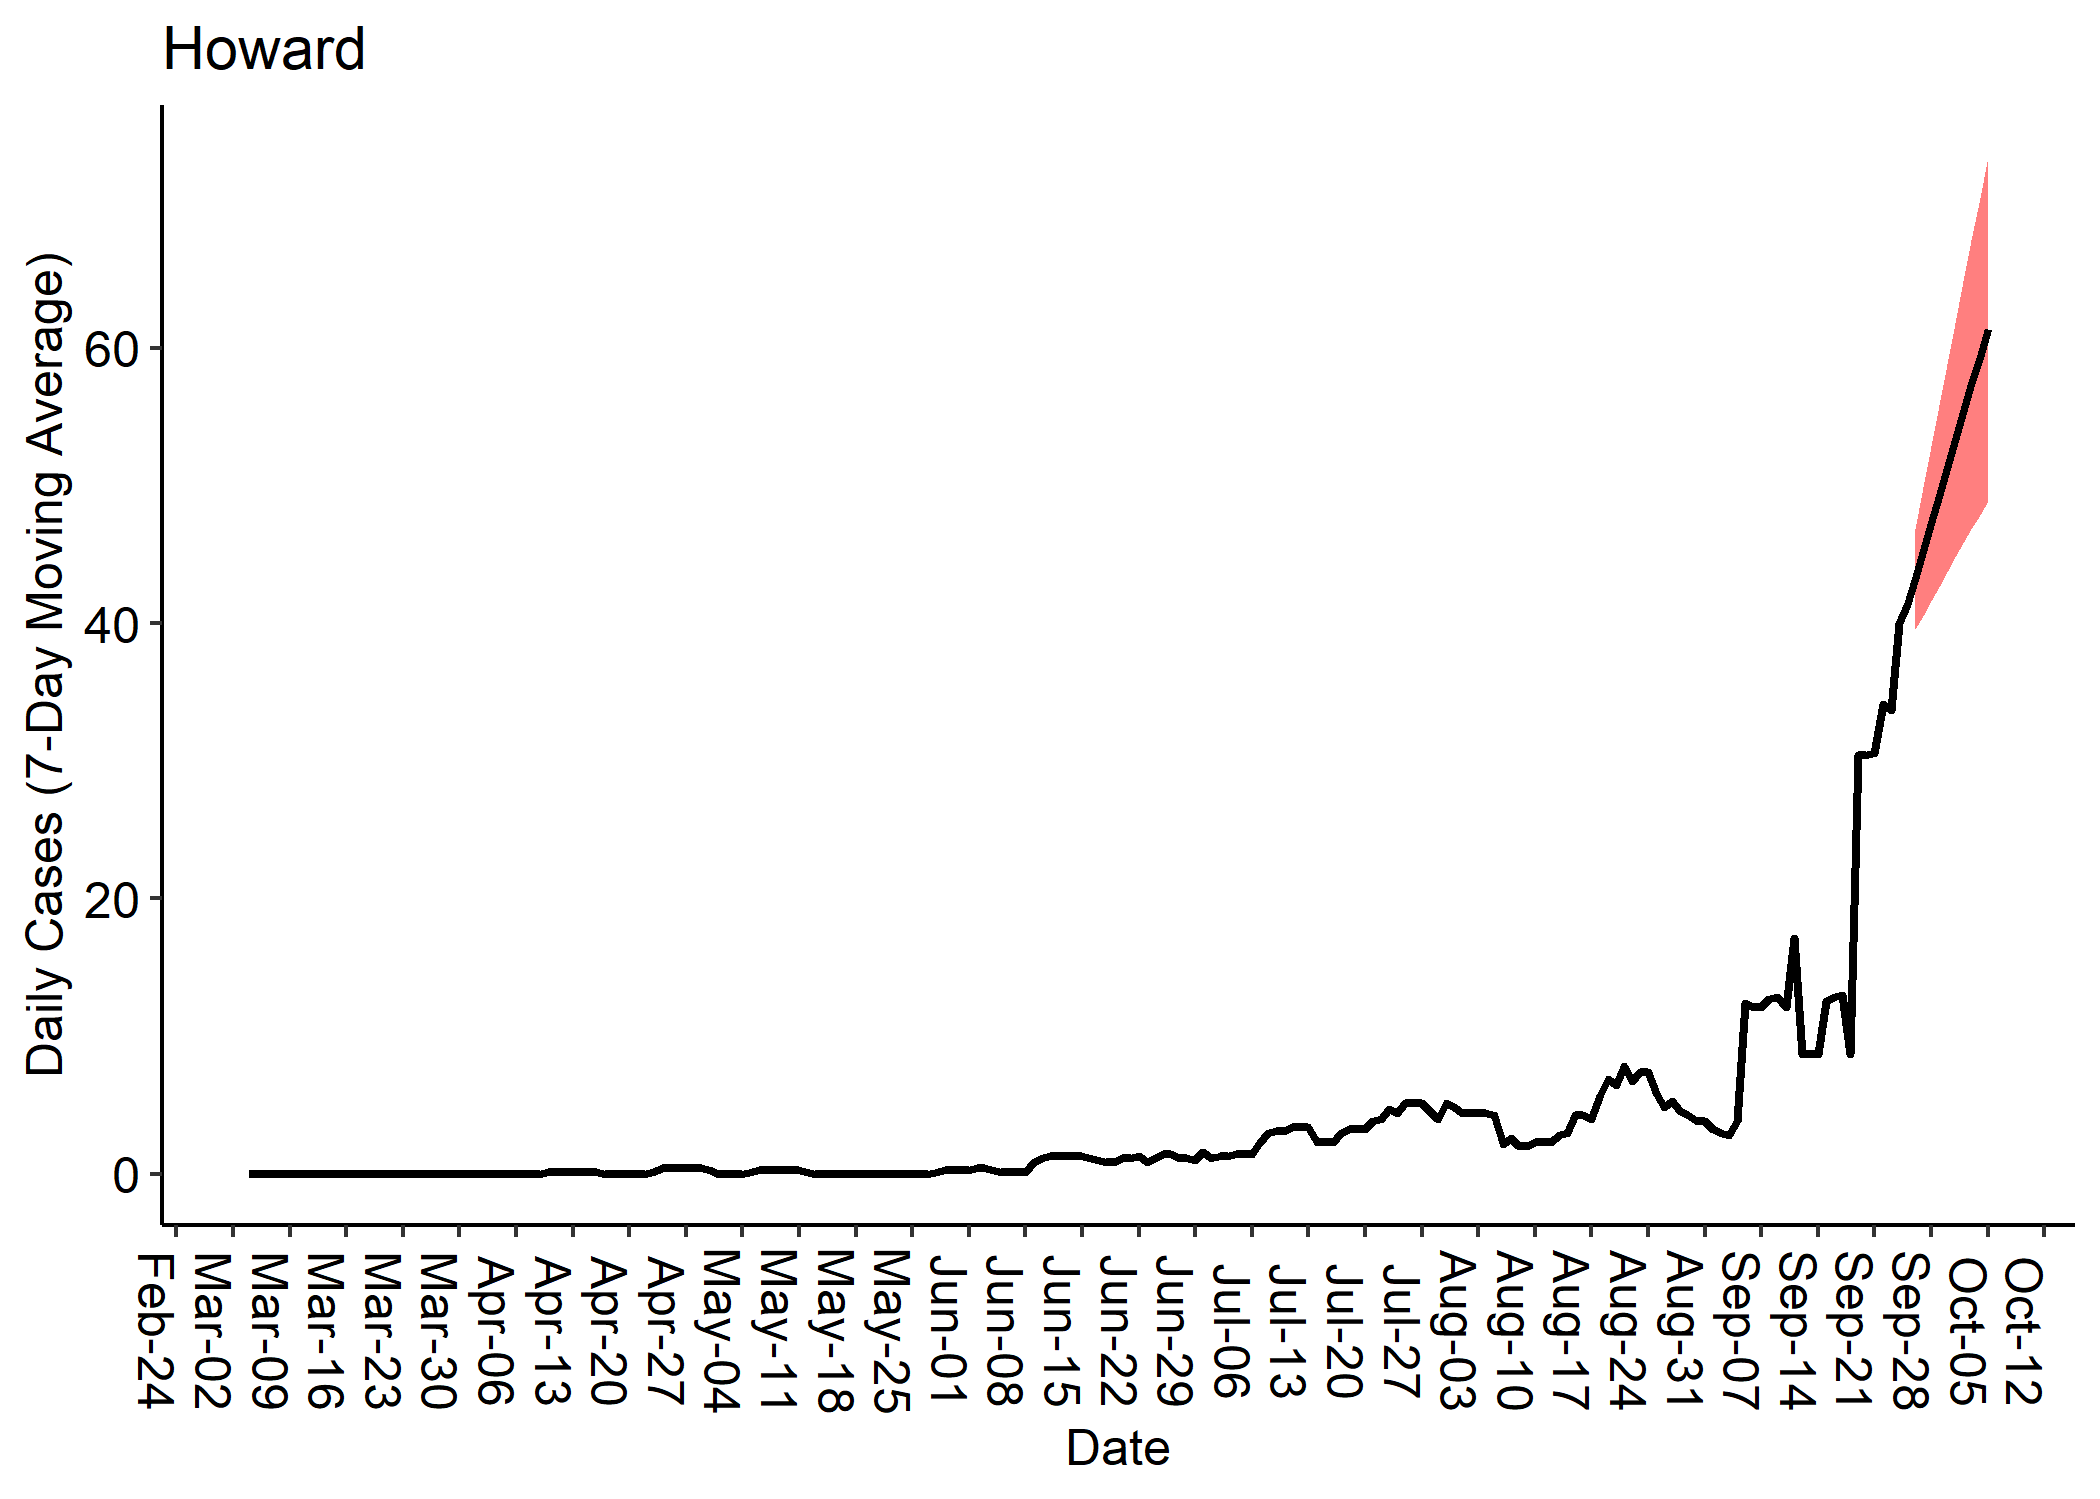 Howard
Daily Cases (7-Day Moving Average)
60
40
20
0
Feb-24
Mar-02
Mar-09
Mar-16
Mar-23
Mar-30
Apr-06
Apr-13
Apr-20
Apr-27
May-04
May-11
May-18
May-25
Jun-01
Jun-08
Jun-15
Jun-22
Jun-29
Jul-06
Jul-13
Jul-20
Jul-27
Aug-03
Aug-10
Aug-17
Aug-24
Aug-31
Sep-07
Sep-14
Sep-21
Sep-28
Oct-05
Oct-12
Date